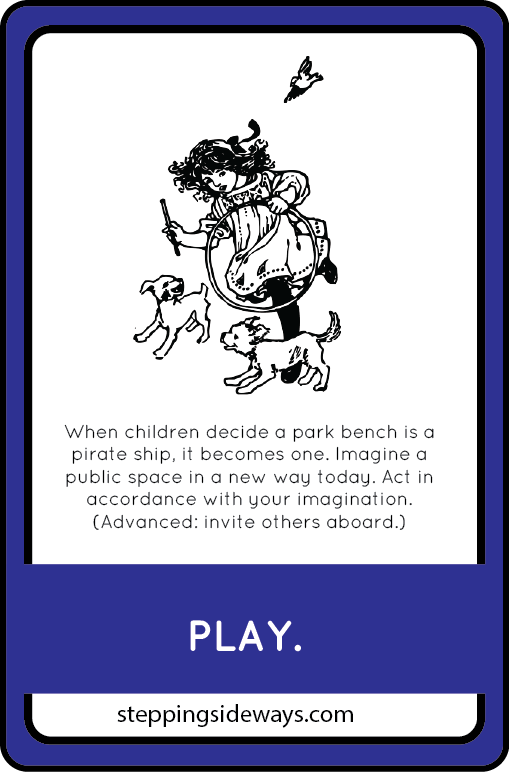 When children decide a park bench is a
pirate ship, it becomes one. Imagine a
public space in a new way today. Act in
accordance with your imagination.
(Advanced: invite others aboard.)
PLAY.
steppingsideways.com